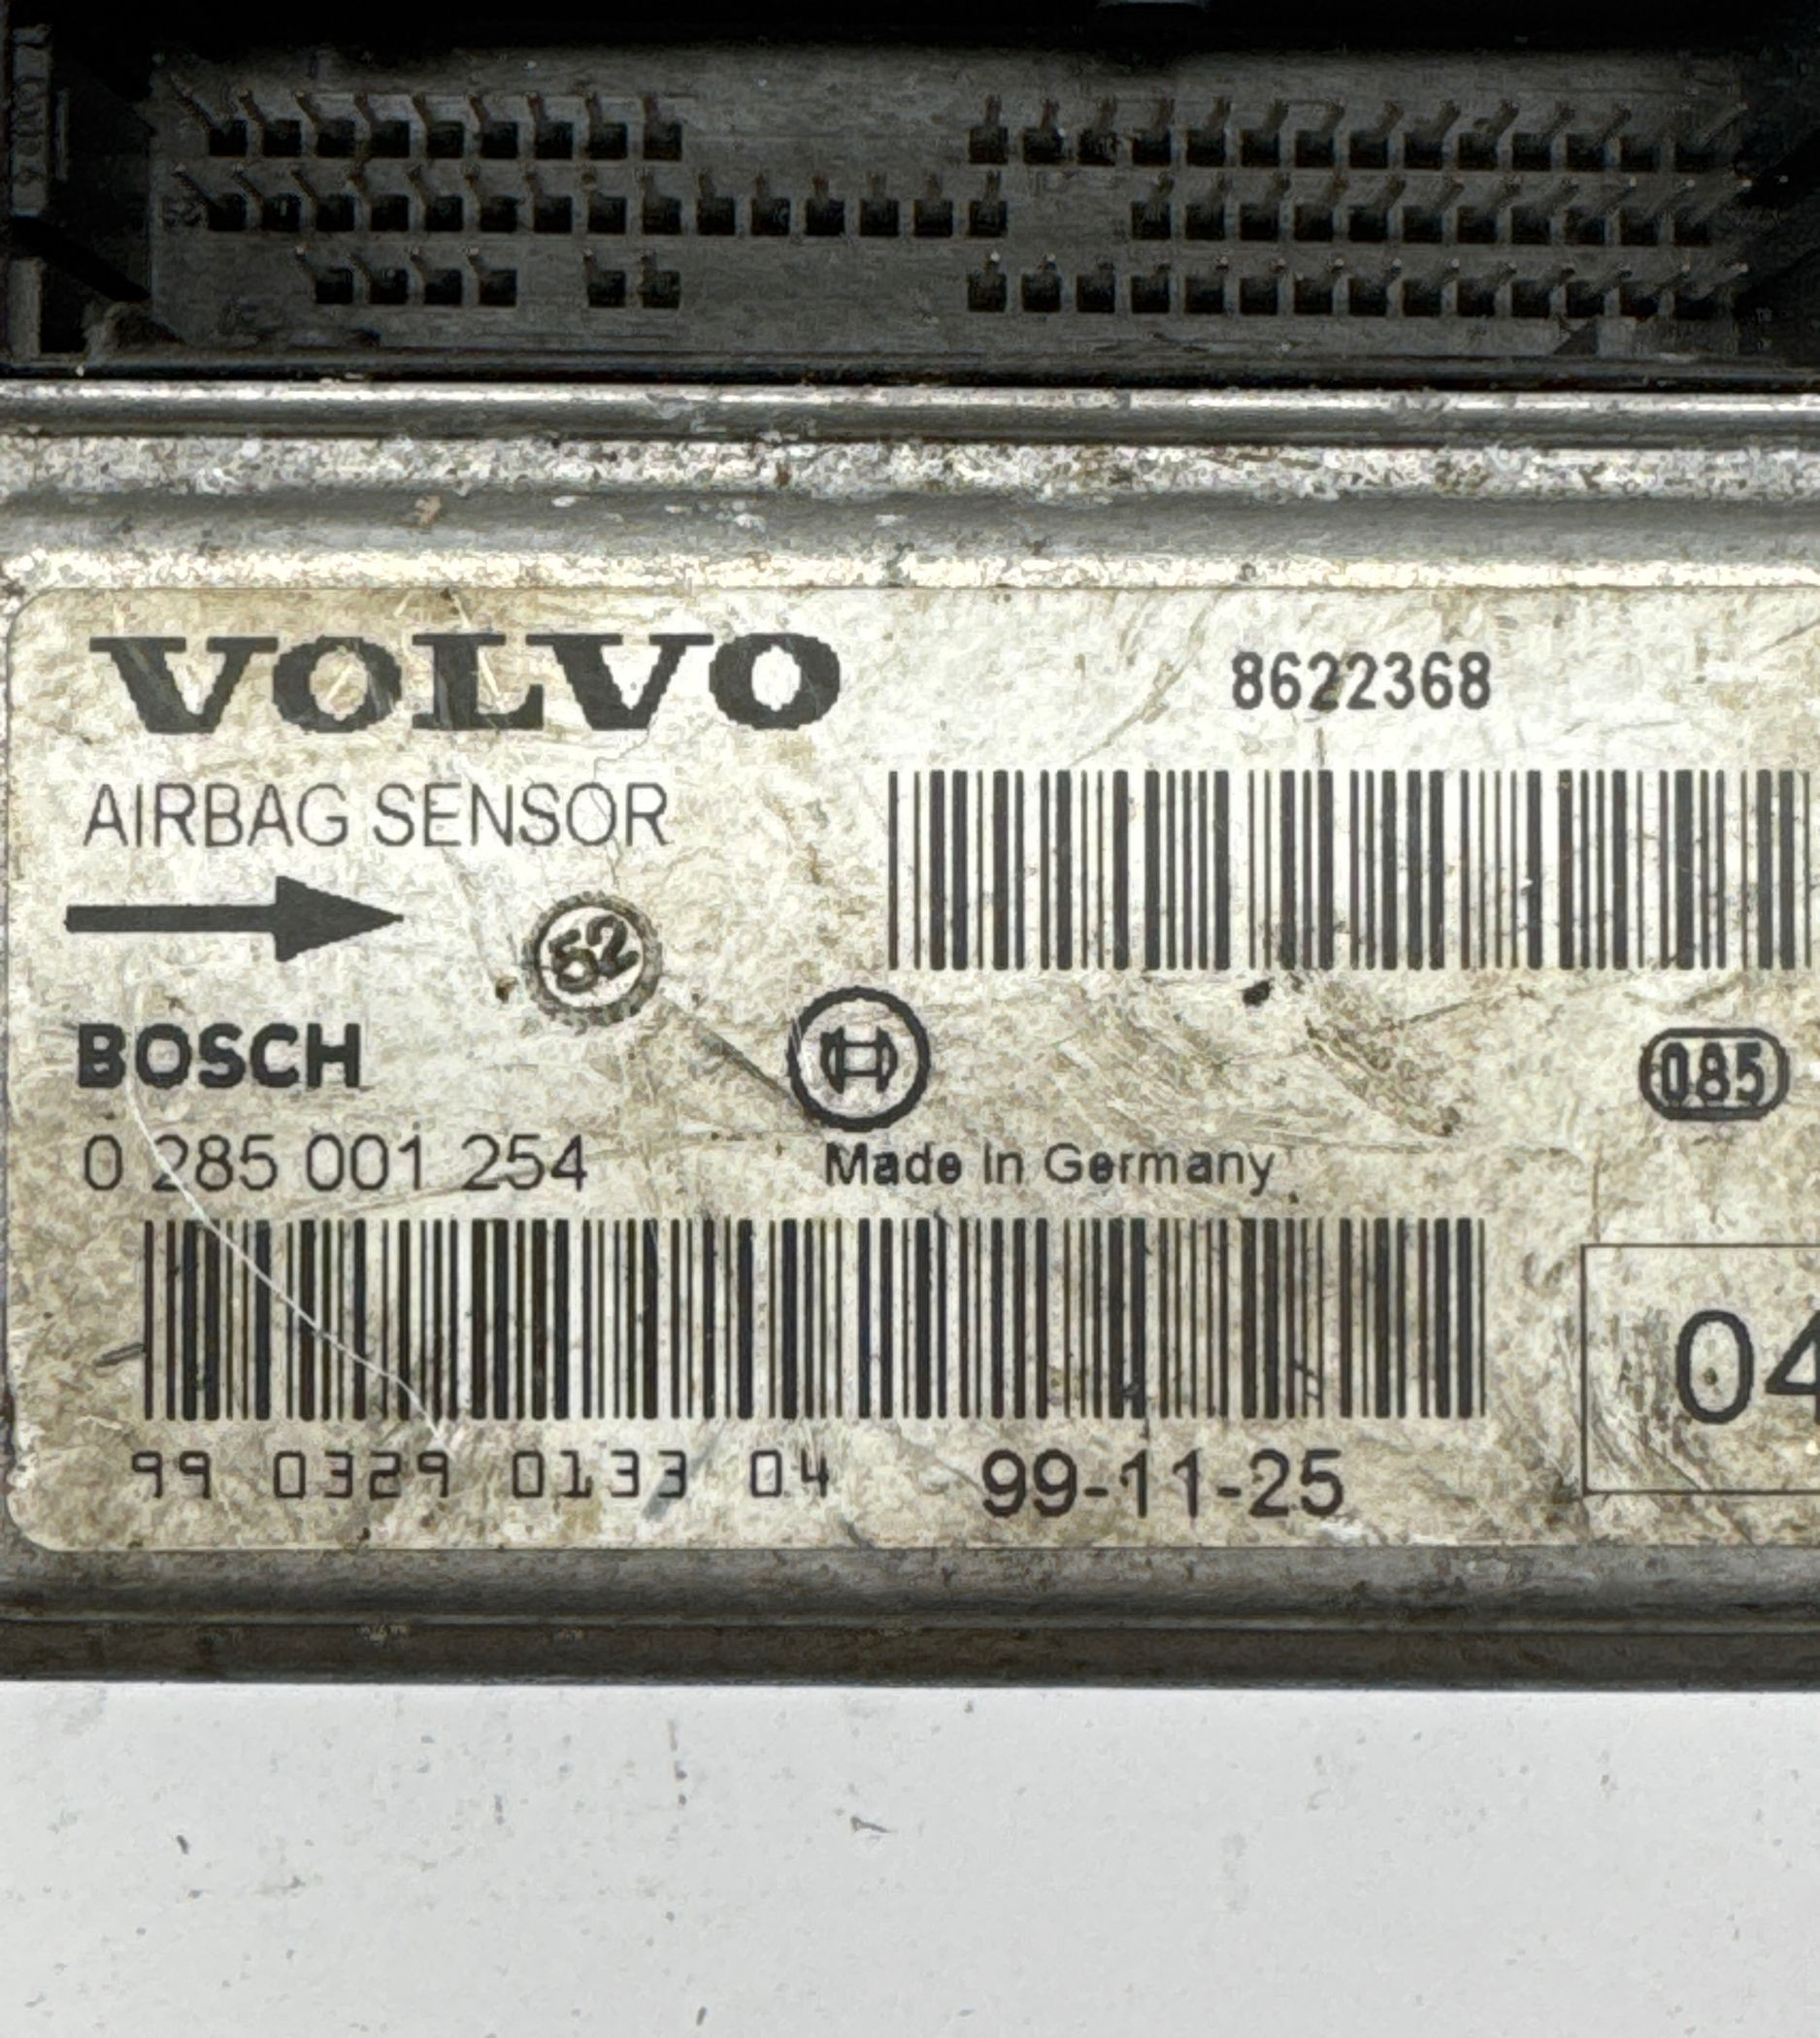 VOLVO
8622368
AIRBAG SENSOR
52
BOSCH
085
0 285 001 254
Made in Germany
04
99 0329 0133 04
99-11-25